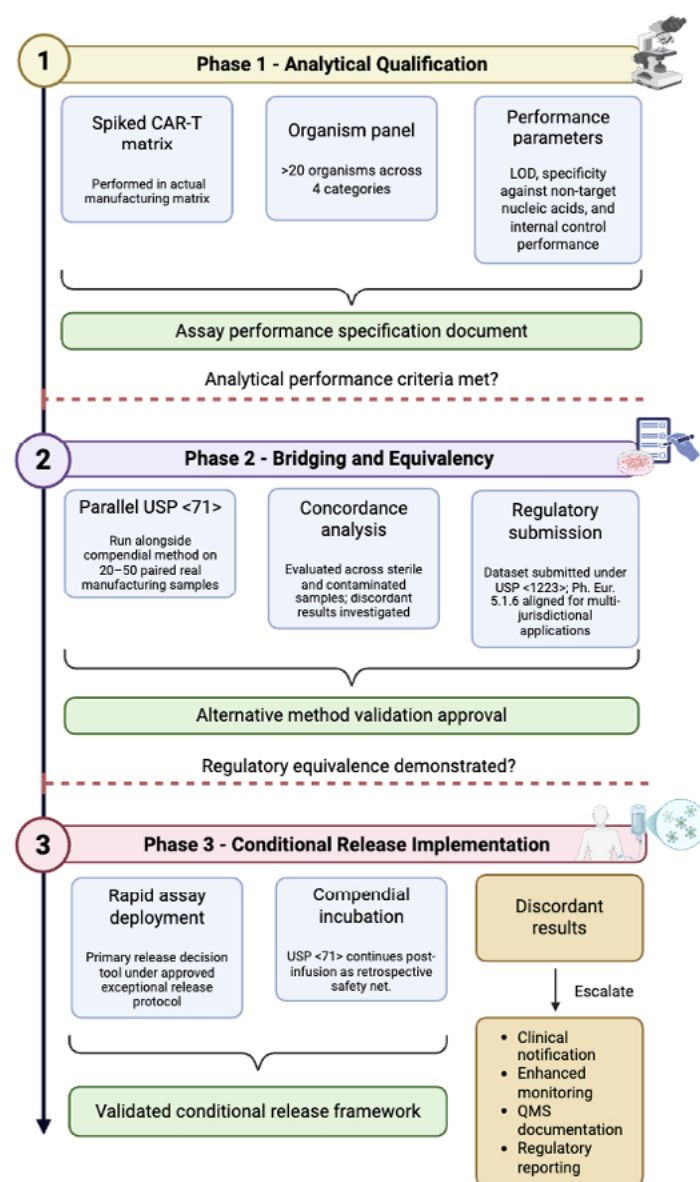 1
Phase 1 - Analytical Qualification
Spiked CAR-T
matrix
Performed in actual
manufacturing matrix
Organism panel
>20 organisms across
4 categories
Performance
parameters
LOD, specificity
against non-target
nucleic acids, and
internal control
performance
Assay performance specification document
Analytical performance criteria met?
2
Phase 2 - Bridging and Equivalency
Parallel USP <71>
Run alongside
compendial method on
20–50 paired real
manufacturing samples
Concordance
analysis
Evaluated across sterile
and contaminated
samples; discordant
results investigated
Regulatory
submission
Dataset submitted under
USP <1223>; Ph. Eur.
5.1.6 aligned for multi-
jurisdictional
applications
Alternative method validation approval
Regulatory equivalence demonstrated?
3
Phase 3 - Conditional Release Implementation
Rapid assay
deployment
Primary release decision
tool under approved
exceptional release
protocol
Compendial
incubation
USP <71> continues post-
infusion as retrospective
safety net.
Discordant
results
Escalate
• Clinical
notification
• Enhanced
monitoring
• QMS
documentation
• Regulatory
reporting
Validated conditional release framework